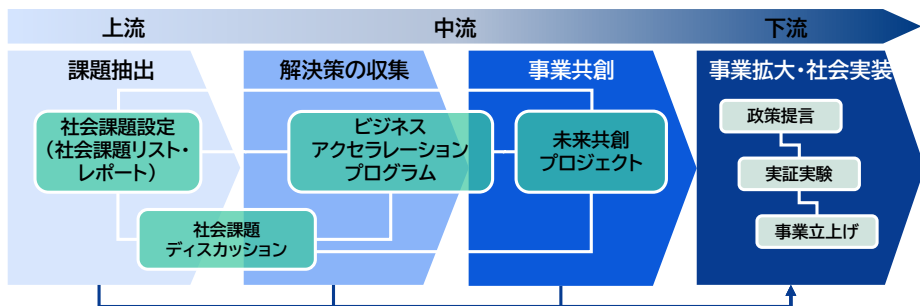 上流
中流
下流
課題抽出
解決策の収集
事業共創
事業拡大・社会実装
社会課題設定
（社会課題リスト・
レポート）
ビジネス
アクセラレーション
プログラム
未来共創
プロジェクト
社会課題
ディスカッション
政策提言
実証実験
事業立上げ